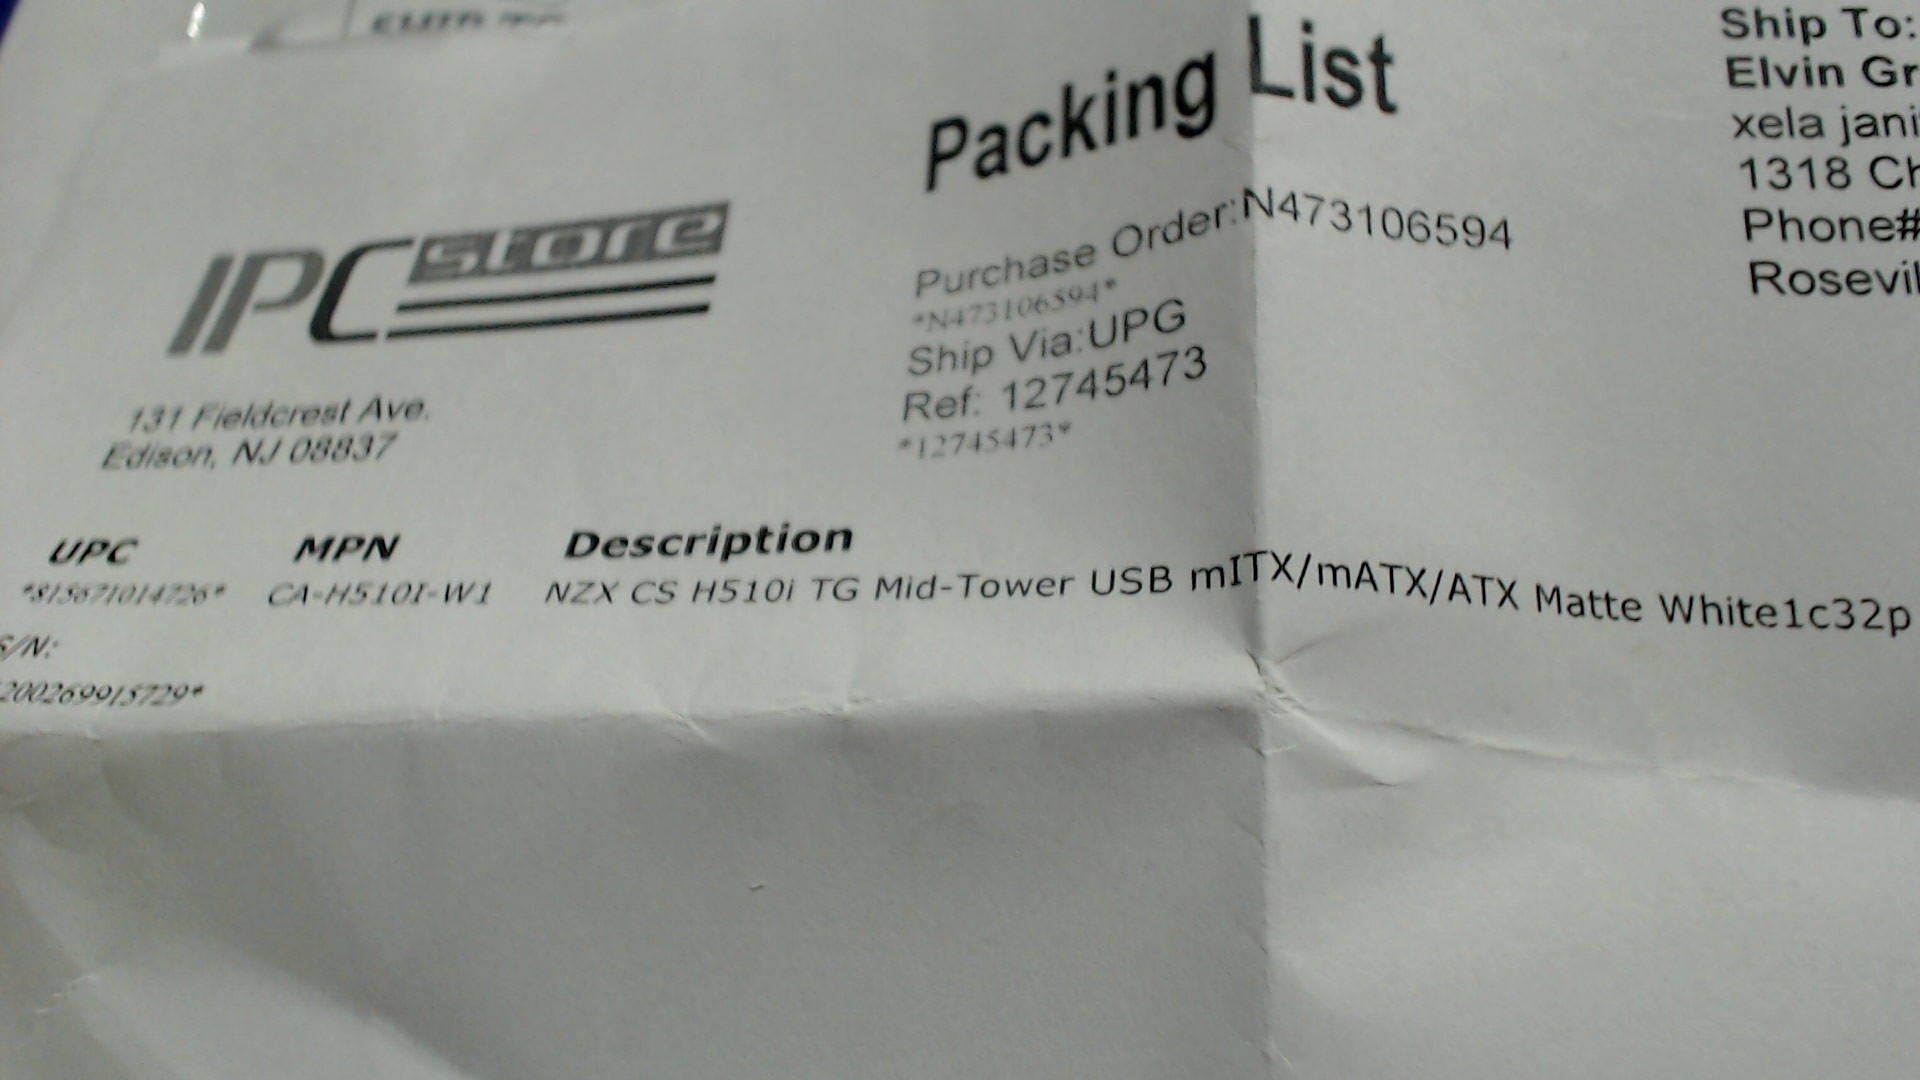 Packing List
IPC store
131 Fieldcrest Ave.
Edison, NJ 08837
Purchase Order:N473106594
*N473106594*
Ship Via:UPG
Ref: 12745473
*12745473*
Ship To:
Elvin Gr
xela jani
1318 Ch
Phone#
Rosevil
UPC MPN Description
*815671014726* CA-H510I-W1 NZX CS H510i TG Mid-Tower USB mITX/mATX/ATX Matte White1c32p
S/N:
200269915729*